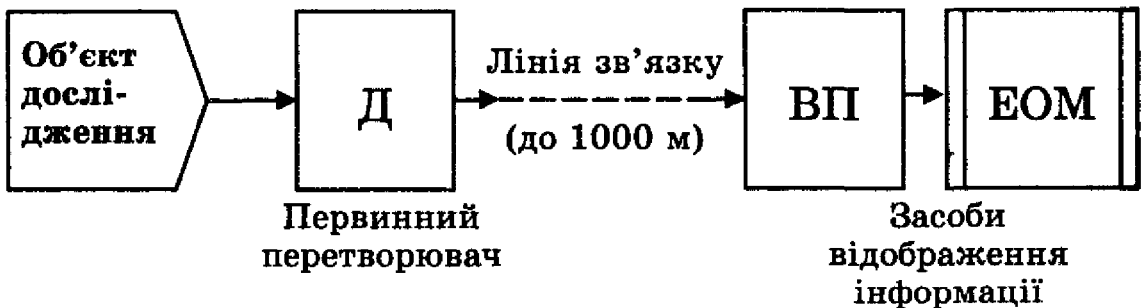 Об’єкт
дослі-
дження
Д
Первинний
перетворювач
Лінія зв’язку
(до 1000 м)
ВП
ЕОМ
Засоби
відображення
інформації